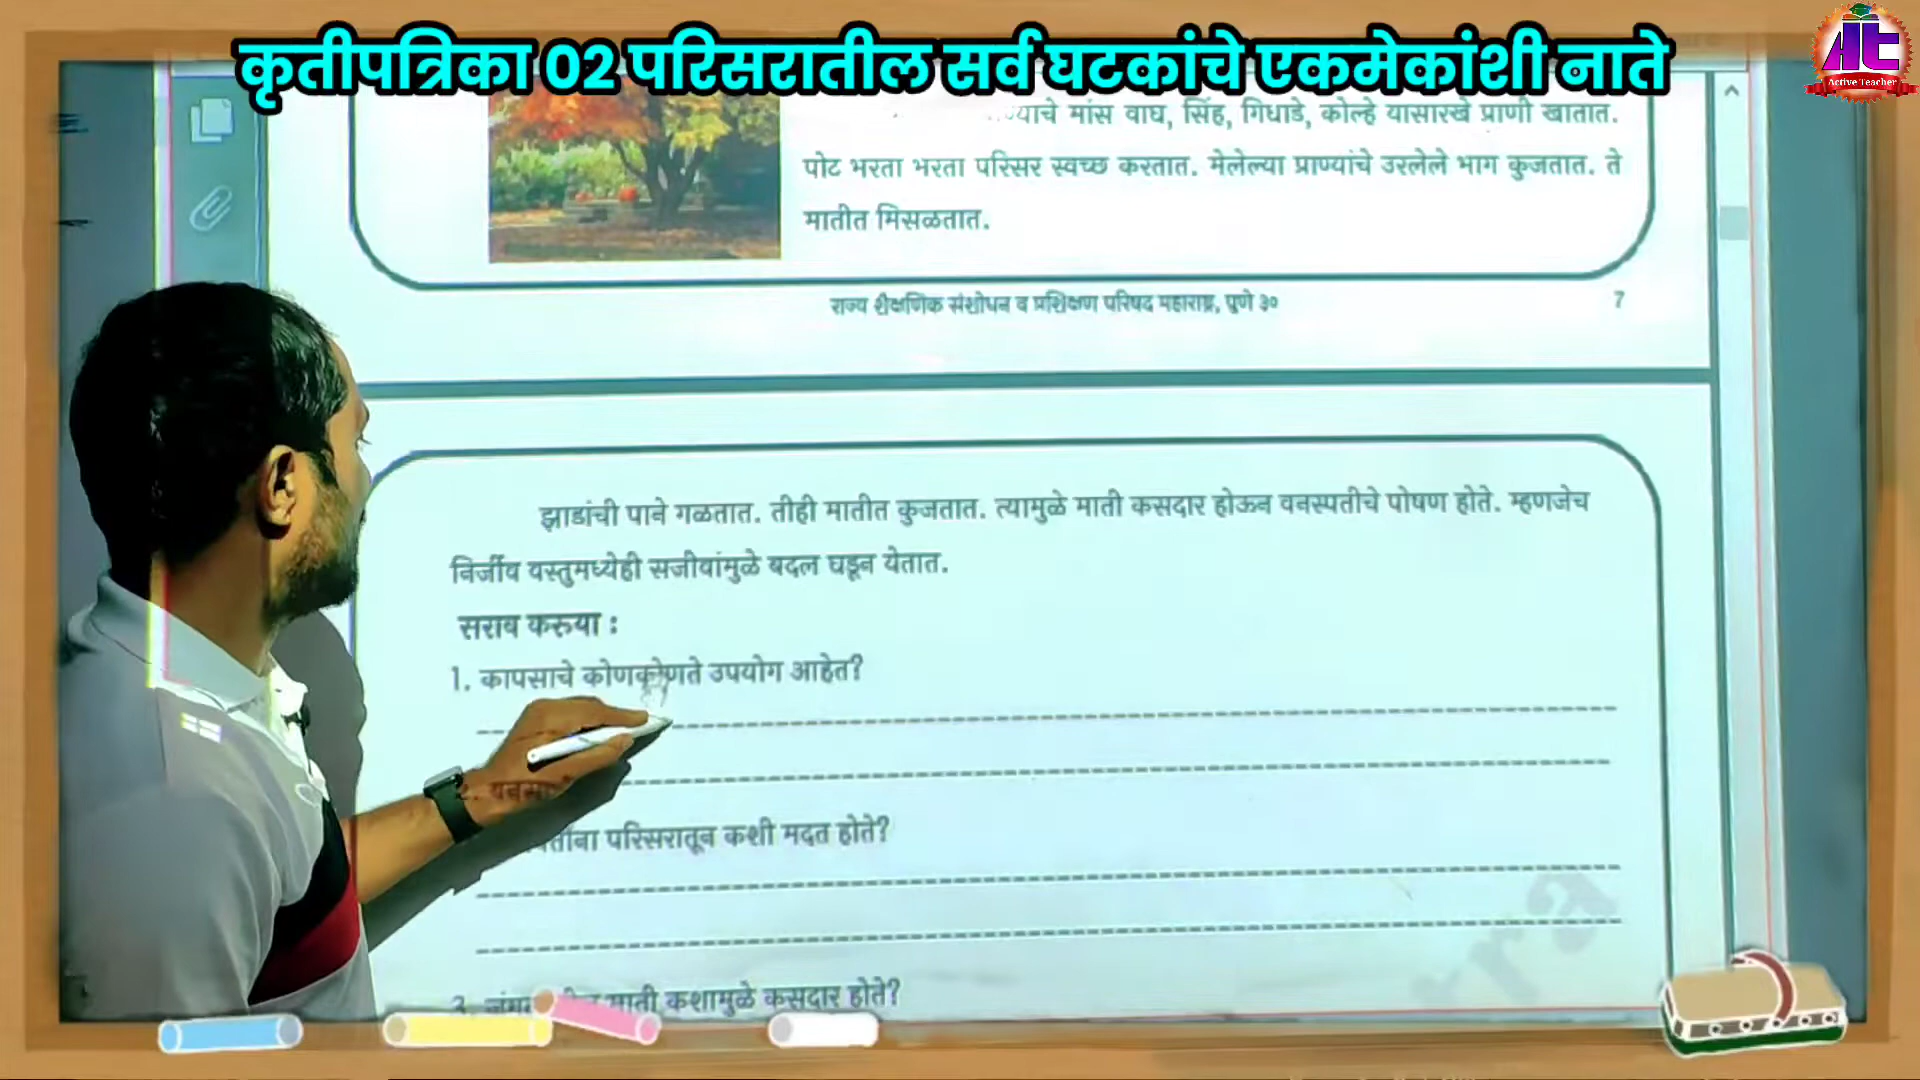 कृतीपत्रिका 02 परिसरातील सर्व घटकांचे एकमेकांशी नाते
Active Teacher
मांस वाघ, सिंह, गिधाडे, कोल्हे यासारखे प्राणी खातात.
पोट भरता भरता परिसर स्वच्छ करतात. मेलेल्या प्राण्यांचे उरलेले भाग कुजतात. ते
मातीत मिसळतात.
राज्य शैक्षणिक संशोधन व प्रशिक्षण परिषद महाराष्ट्र, पुणे ३०
7
झाडांची पाने गळतात. तीही मातीत कुजतात. त्यामुळे माती कसदार होऊन वनस्पतीचे पोषण होते. म्हणजेच
निर्जीव वस्तुमध्येही सजीवांमुळे बदल घडून येतात.
सराव करुया :
1. कापसाचे कोणकोणते उपयोग आहेत?
2.
परिसरातून कशी मदत होते?
3. माती कशामुळे कसदार होते?